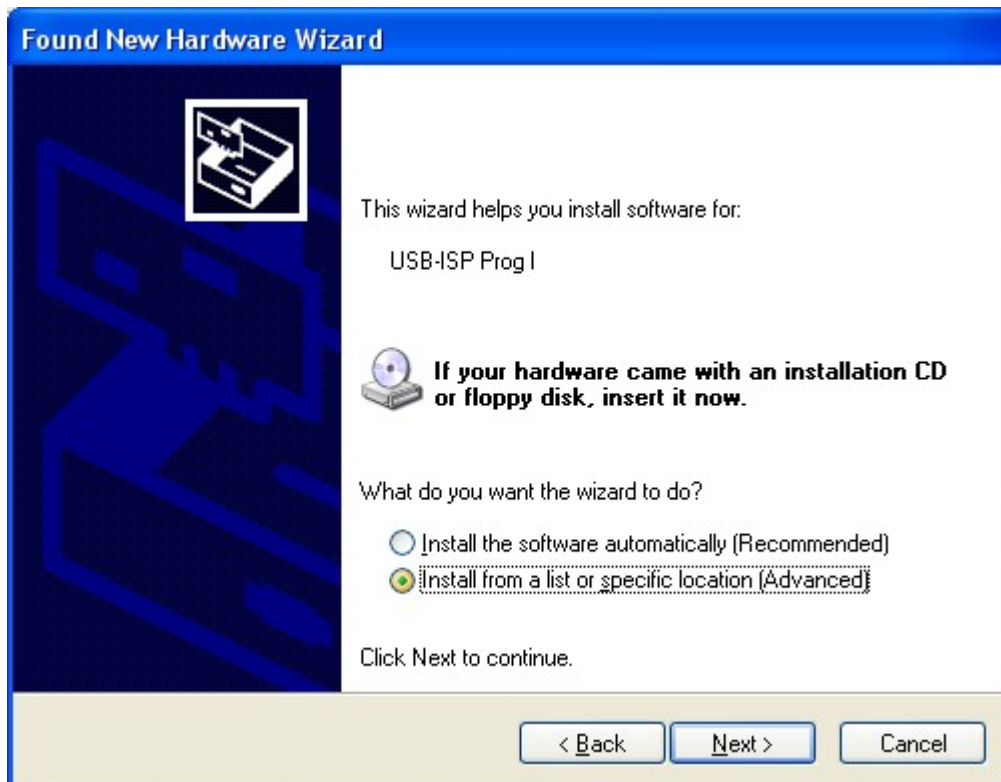 Found New Hardware Wizard
This wizard helps you install software for:
USB-ISP Prog I
If your hardware came with an installation CD
or floppy disk, insert it now.
What do you want the wizard to do?
Install the software automatically (Recommended)
Install from a list or specific location (Advanced)
Click Next to continue.
< Back
Next >
Cancel